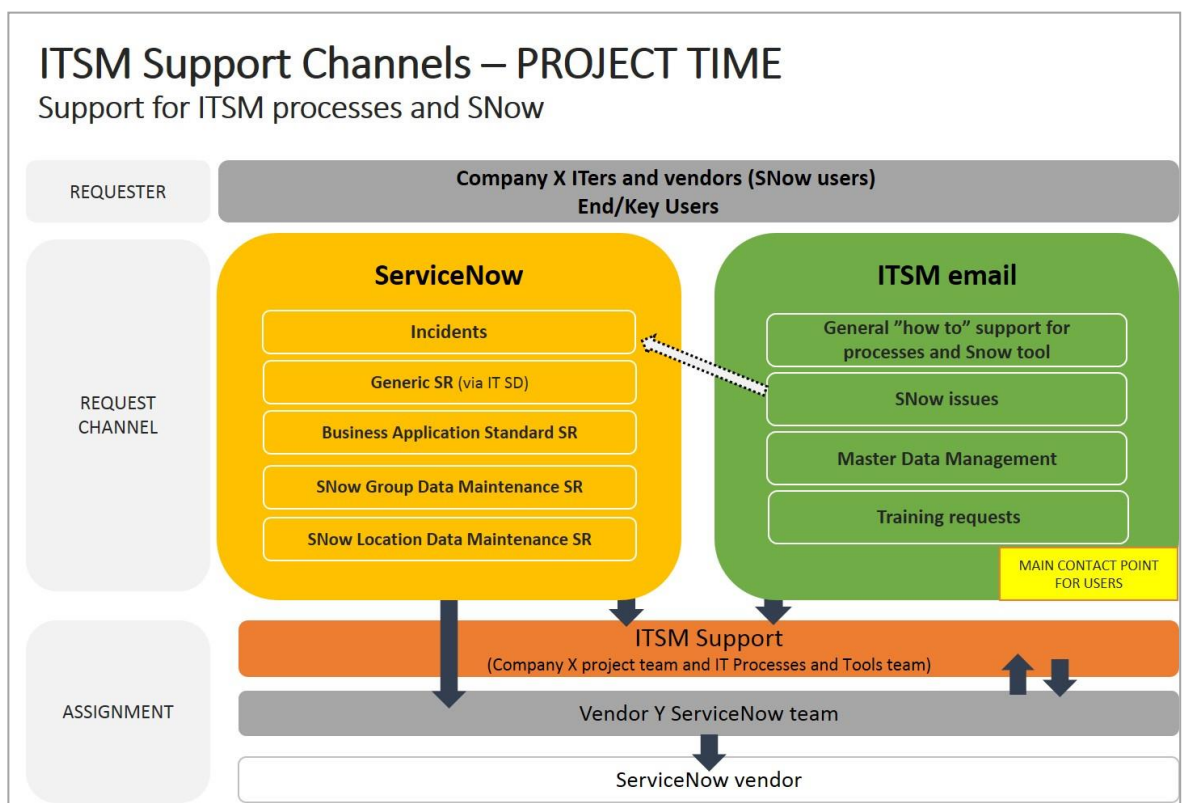 ITSM Support Channels – PROJECT TIME
Support for ITSM processes and SNow
REQUESTER
Company X ITers and vendors (SNow users)
End/Key Users
REQUEST
CHANNEL
ServiceNow
Incidents
Generic SR (via IT SD)
Business Application Standard SR
SNow Group Data Maintenance SR
SNow Location Data Maintenance SR
ITSM email
General ”how to” support for
processes and Snow tool
SNow issues
Master Data Management
Training requests
MAIN CONTACT POINT
FOR USERS
ASSIGNMENT
ITSM Support
(Company X project team and IT Processes and Tools team)
Vendor Y ServiceNow team
ServiceNow vendor